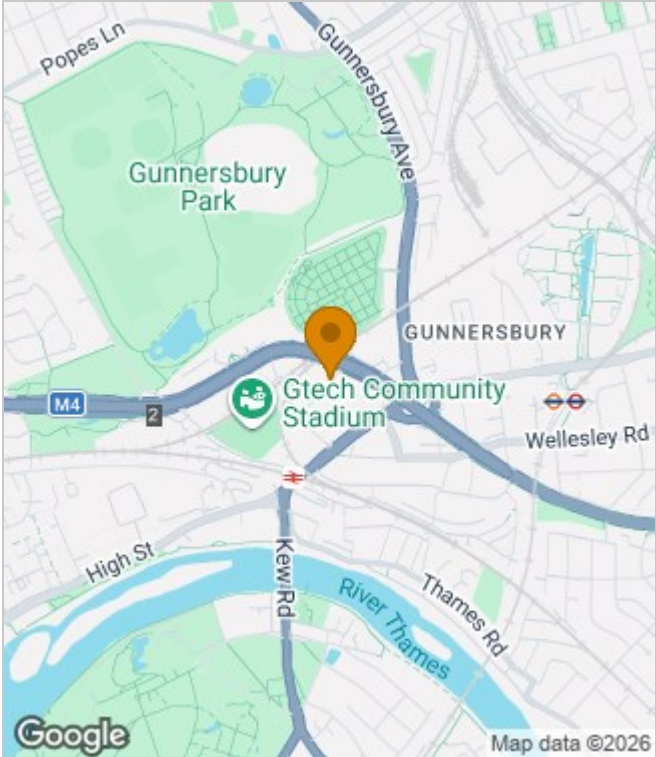 Popes Ln
Gunnersbury Ave
Gunnersbury
Park
GUNNERSBURY
M4
2
Gtech Community
Stadium
Wellesley Rd
High St
Kew Rd
Thames Rd
River Thames
Google
Map data ©2026